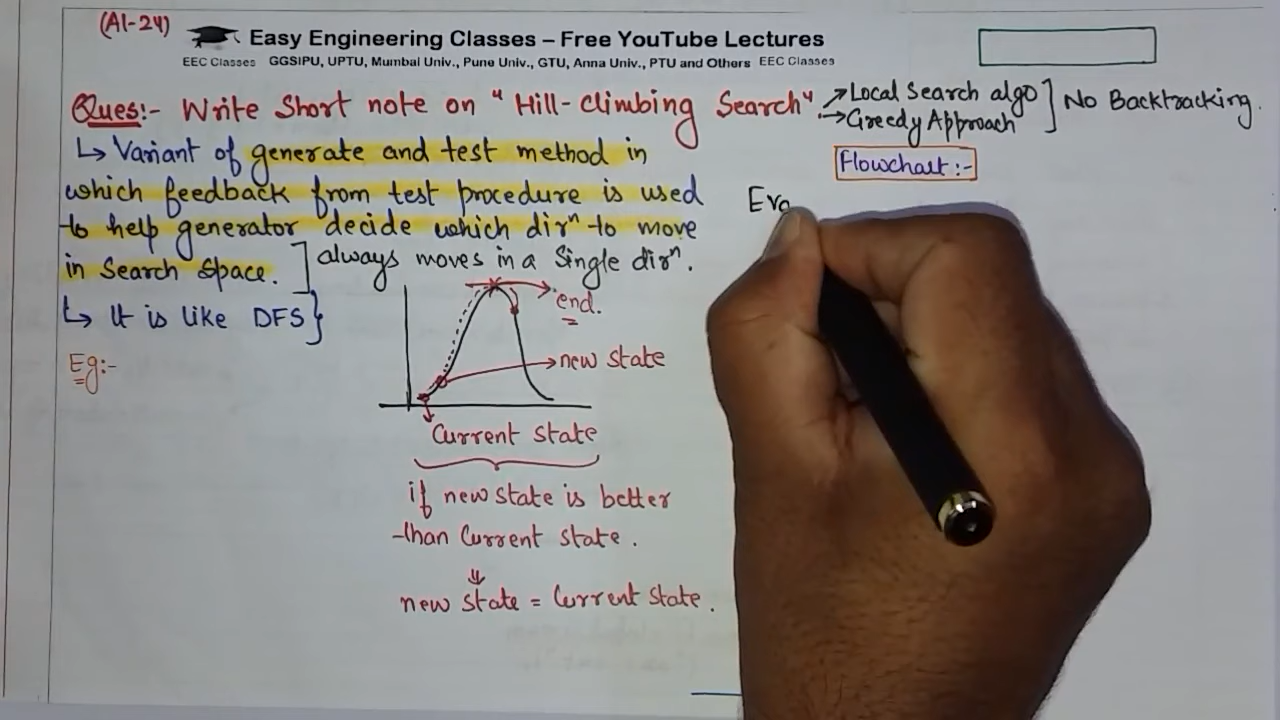 (AI-24)
Easy Engineering Classes – Free YouTube Lectures
EEC Classes GGSIPU, UPTU, Mumbai Univ., Pune Univ., GTU, Anna Univ., PTU and Others EEC Classes
Ques:- Write Short note on "Hill-Climbing Search" → Local Search algo ] No Backtracking.
→ Greedy Approach
↳ Variant of generate and test method in
which feedback from test procedure is used
to help generator decide which dirⁿ to move
in Search Space. ] always moves in a Single dirⁿ.
↳ It is like DFS }
Eg:-
end.
new state
Current state
if new state is better
than Current state.
⇓
new state = Current state.
Flowchart :-
Eva